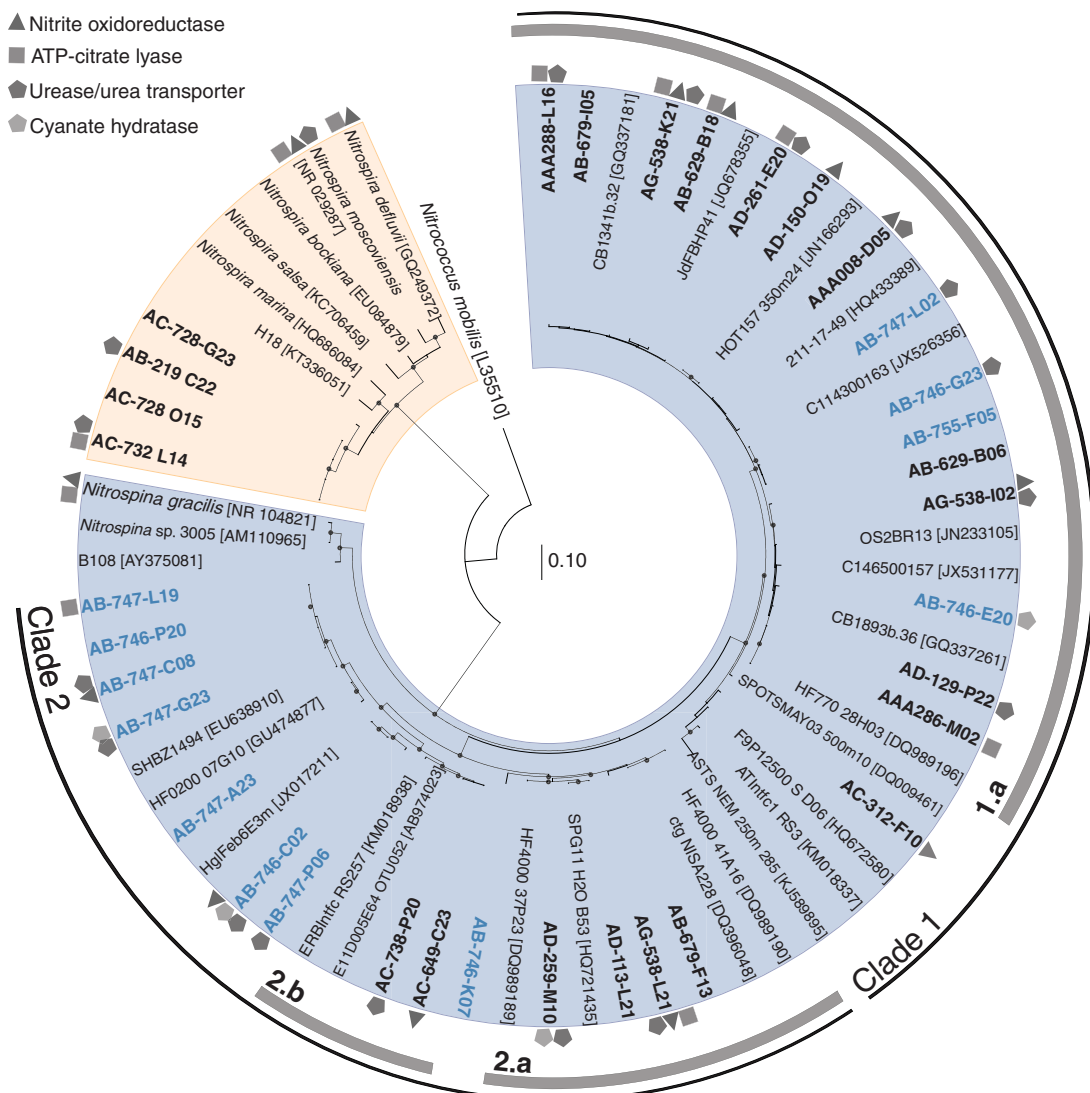 Nitrite oxidoreductase
ATP-citrate lyase
Urease/urea transporter
Cyanate hydratase
AAA288-L16
AB-679-I05
CB1341b.32 [GQ337181]
AG-538-K21
AB-629-B18
JdFBHP41 [JQ678355]
AD-261-E20
AD-150-O19
HOT157 350m24 [JN166293]
AAA008-D05
211-17-49 [HQ433389]
AB-747-L02
C114300163 [JX526356]
AB-746-G23
AB-755-F05
AB-629-B06
AG-538-I02
OS2BR13 [JN233105]
C146500157 [JX531177]
AB-746-E20
CB1893b.36 [GQ337261]
AD-129-P22
AAA286-M02
HF770 28H03 [DQ989196]
SPOTSMAY03 500m10 [DQ009461]
AC-312-F10
F9P12500 S D06 [HQ672580]
ATIntfc1 RS3 [KM018337]
ASTS NEM 250m 285 [KJ589895]
HF4000 41A16 [DQ989190]
ctg NISA228 [DQ396048]
AB-679-F13
AG-538-L21
AD-113-L21
SPG11 H2O B53 [HQ721435]
AD-259-M10
HF4000 37P23 [DQ989189]
AB-746-K07
AC-649-C23
AC-738-P20
E11D005E64 OTU052 [AB974023]
ERBIntfc RS257 [KM018938]
AB-747-P06
AB-746-C02
HglFeb6E3m [JX017211]
AB-747-A23
HF0200 07G10 [GU474877]
SHBZ1494 [EU638910]
AB-747-G23
AB-747-C08
AB-746-P20
AB-747-L19
B108 [AY375081]
Nitrospina sp. 3005 [AM110965]
Nitrospina gracilis [NR 104821]
AC-732 L14
AC-728 O15
AB-219 C22
AC-728-G23
H18 [KT336051]
Nitrospira marina [HQ686084]
Nitrospira salsa [KC706459]
Nitrospira bockiana [EU084879]
Nitrospira moscoviensis
[NR 029287]
Nitrospira defluvii [GQ249372]
Nitrococcus mobilis [L35510]
0.10
1.a
Clade 1
2.a
2.b
Clade 2